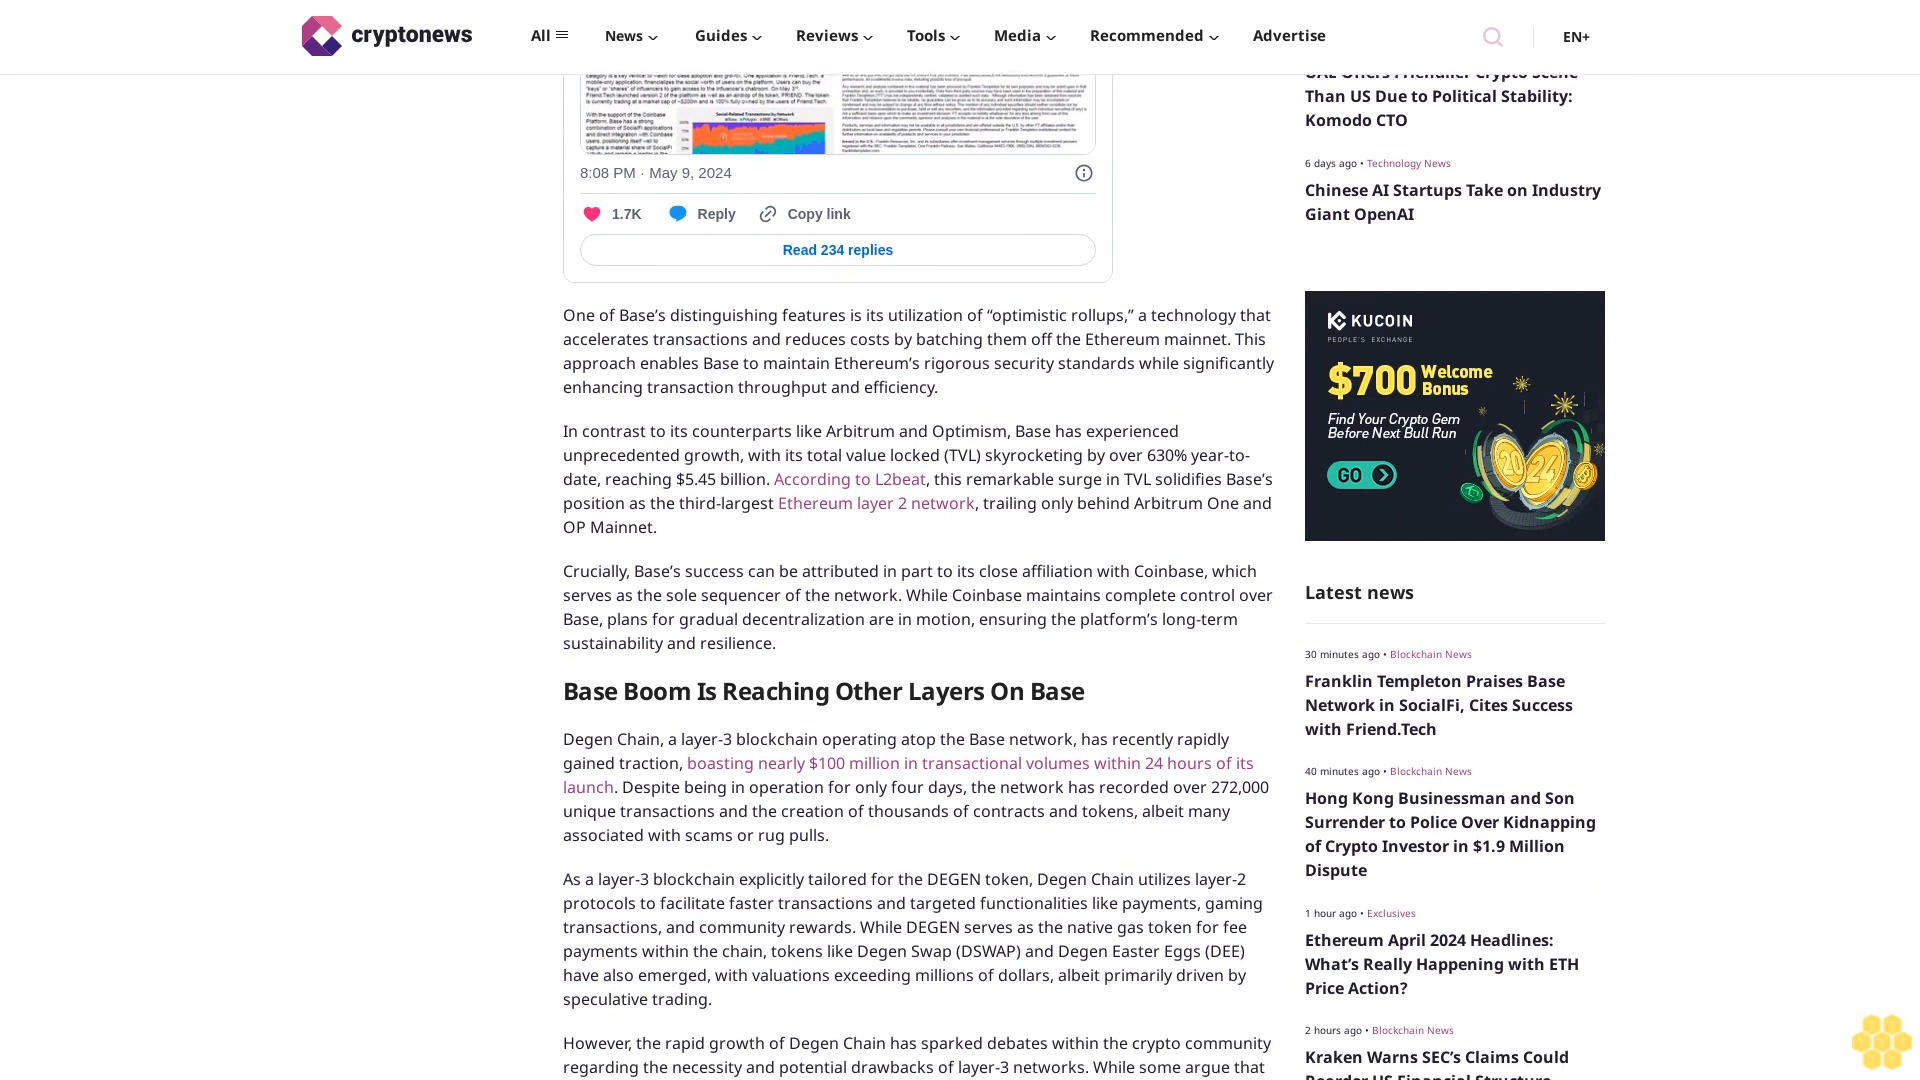 cryptonews
All
News
Guides
Reviews
Tools
Media
Recommended
Advertise
EN+
8:08 PM · May 9, 2024
1.7K
Reply
Copy link
Read 234 replies
One of Base’s distinguishing features is its utilization of “optimistic rollups,” a technology that
accelerates transactions and reduces costs by batching them off the Ethereum mainnet. This
approach enables Base to maintain Ethereum’s rigorous security standards while significantly
enhancing transaction throughput and efficiency.
In contrast to its counterparts like Arbitrum and Optimism, Base has experienced
unprecedented growth, with its total value locked (TVL) skyrocketing by over 630% year-to-
date, reaching $5.45 billion. According to L2beat, this remarkable surge in TVL solidifies Base’s
position as the third-largest Ethereum layer 2 network, trailing only behind Arbitrum One and
OP Mainnet.
Crucially, Base’s success can be attributed in part to its close affiliation with Coinbase, which
serves as the sole sequencer of the network. While Coinbase maintains complete control over
Base, plans for gradual decentralization are in motion, ensuring the platform’s long-term
sustainability and resilience.
Base Boom Is Reaching Other Layers On Base
Degen Chain, a layer-3 blockchain operating atop the Base network, has recently rapidly
gained traction, boasting nearly $100 million in transactional volumes within 24 hours of its
launch. Despite being in operation for only four days, the network has recorded over 272,000
unique transactions and the creation of thousands of contracts and tokens, albeit many
associated with scams or rug pulls.
As a layer-3 blockchain explicitly tailored for the DEGEN token, Degen Chain utilizes layer-2
protocols to facilitate faster transactions and targeted functionalities like payments, gaming
transactions, and community rewards. While DEGEN serves as the native gas token for fee
payments within the chain, tokens like Degen Swap (DSWAP) and Degen Easter Eggs (DEE)
have also emerged, with valuations exceeding millions of dollars, albeit primarily driven by
speculative trading.
However, the rapid growth of Degen Chain has sparked debates within the crypto community
regarding the necessity and potential drawbacks of layer-3 networks. While some argue that
UAE Offers Friendlier Crypto Scene
Than US Due to Political Stability:
Komodo CTO
6 days ago • Technology News
Chinese AI Startups Take on Industry
Giant OpenAI
KUCOIN
PEOPLE'S EXCHANGE
$700 Welcome
Bonus
Find Your Crypto Gem
Before Next Bull Run
GO
20 24
Latest news
30 minutes ago • Blockchain News
Franklin Templeton Praises Base
Network in SocialFi, Cites Success
with Friend.Tech
40 minutes ago • Blockchain News
Hong Kong Businessman and Son
Surrender to Police Over Kidnapping
of Crypto Investor in $1.9 Million
Dispute
1 hour ago • Exclusives
Ethereum April 2024 Headlines:
What’s Really Happening with ETH
Price Action?
2 hours ago • Blockchain News
Kraken Warns SEC’s Claims Could
Reorder US Financial Structure